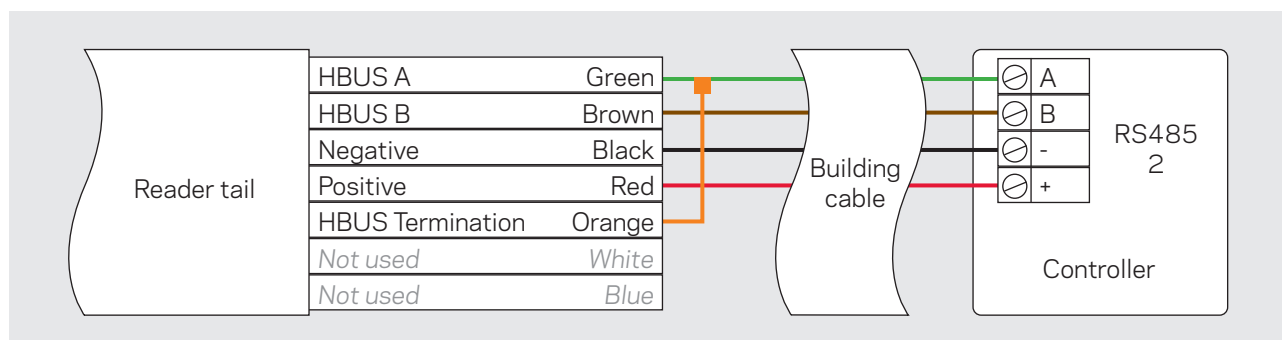 Reader tail
HBUS A Green
HBUS B Brown
Negative Black
Positive Red
HBUS Termination Orange
Not used White
Not used Blue
Building
cable
A
B
-
+
RS485
2
Controller